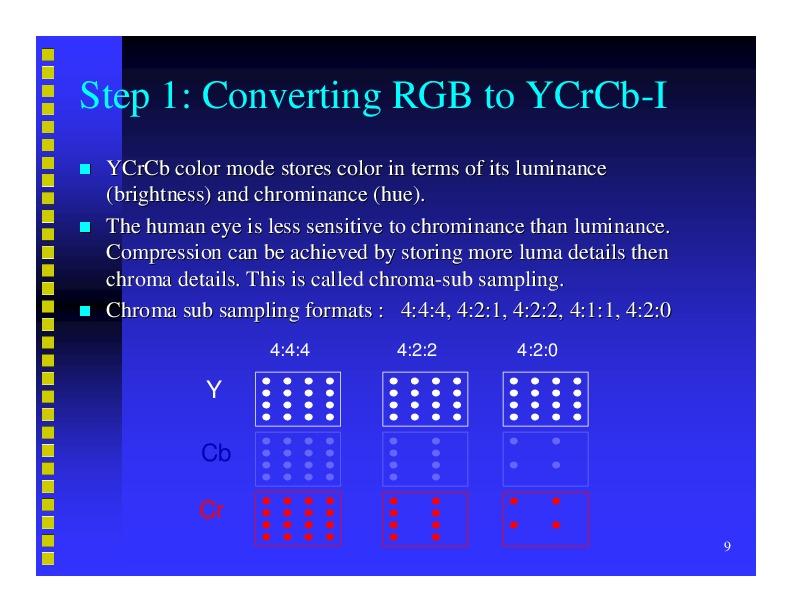 Step 1: Converting RGB to YCrCb-I
YCrCb color mode stores color in terms of its luminance
(brightness) and chrominance (hue).
The human eye is less sensitive to chrominance than luminance.
Compression can be achieved by storing more luma details then
chroma details. This is called chroma-sub sampling.
Chroma sub sampling formats : 4:4:4, 4:2:1, 4:2:2, 4:1:1, 4:2:0
4:4:4 4:2:2 4:2:0
Y
Cb
Cr
9